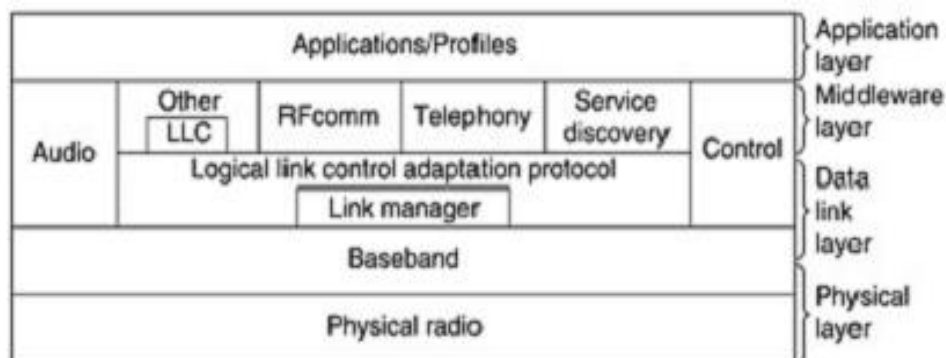 Applications/Profiles
Application
layer
Audio
Other
LLC
RFcomm
Telephony
Service
discovery
Control
Middleware
layer
Logical link control adaptation protocol
Link manager
Data
link
layer
Baseband
Physical radio
Physical
layer